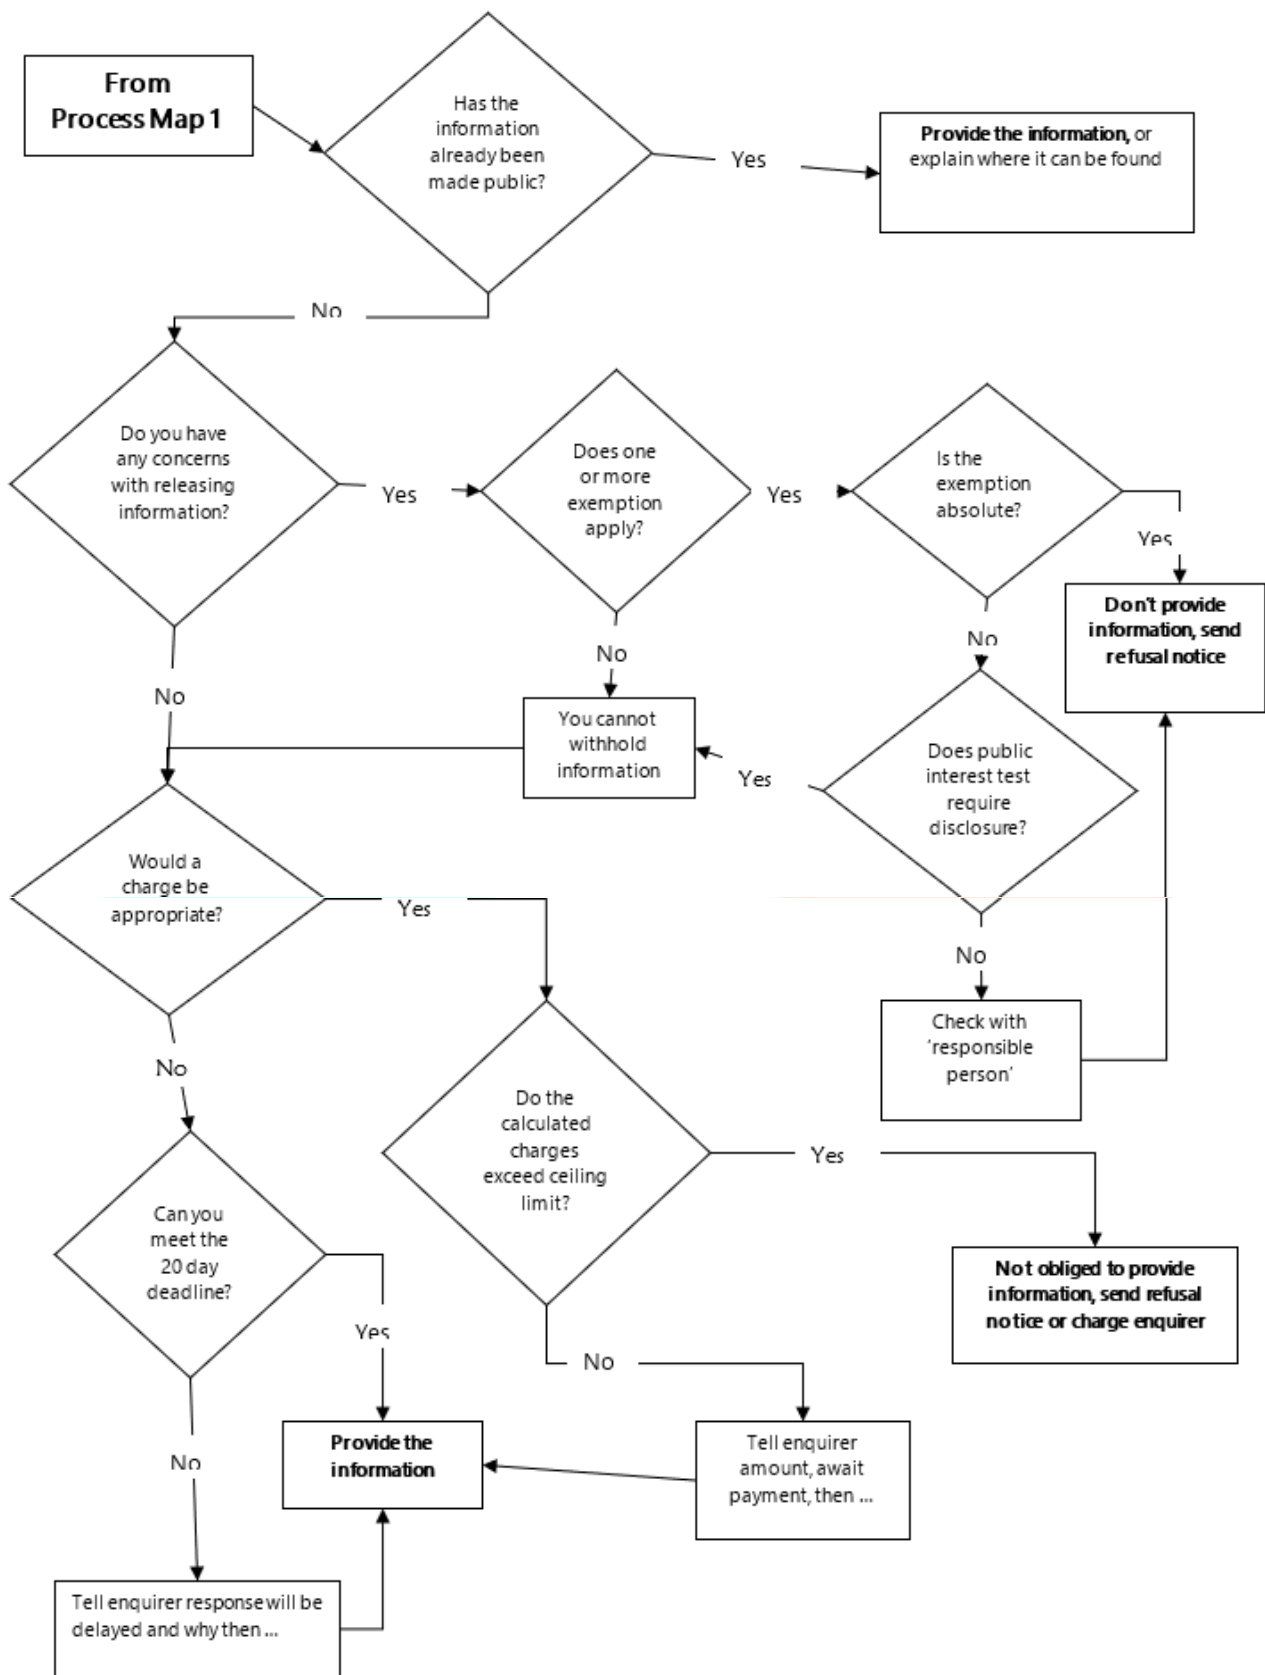 From
Process Map 1
Has the
information
already been
made public?
Yes
Provide the information, or
explain where it can be found
No
Do you have
any concerns
with releasing
information?
Yes
Does one
or more
exemption
apply?
Yes
Is the
exemption
absolute?
Yes
Don't provide
information, send
refusal notice
No
No
No
You cannot
withhold
information
Yes
Does public
interest test
require
disclosure?
Would a
charge be
appropriate?
Yes
No
Check with
‘responsible
person’
No
Do the
calculated
charges
exceed ceiling
limit?
Yes
Can you
meet the
20 day
deadline?
Not obliged to provide
information, send refusal
notice or charge enquirer
Yes
No
No
Provide the
information
Tell enquirer
amount, await
payment, then ...
Tell enquirer response will be
delayed and why then ...